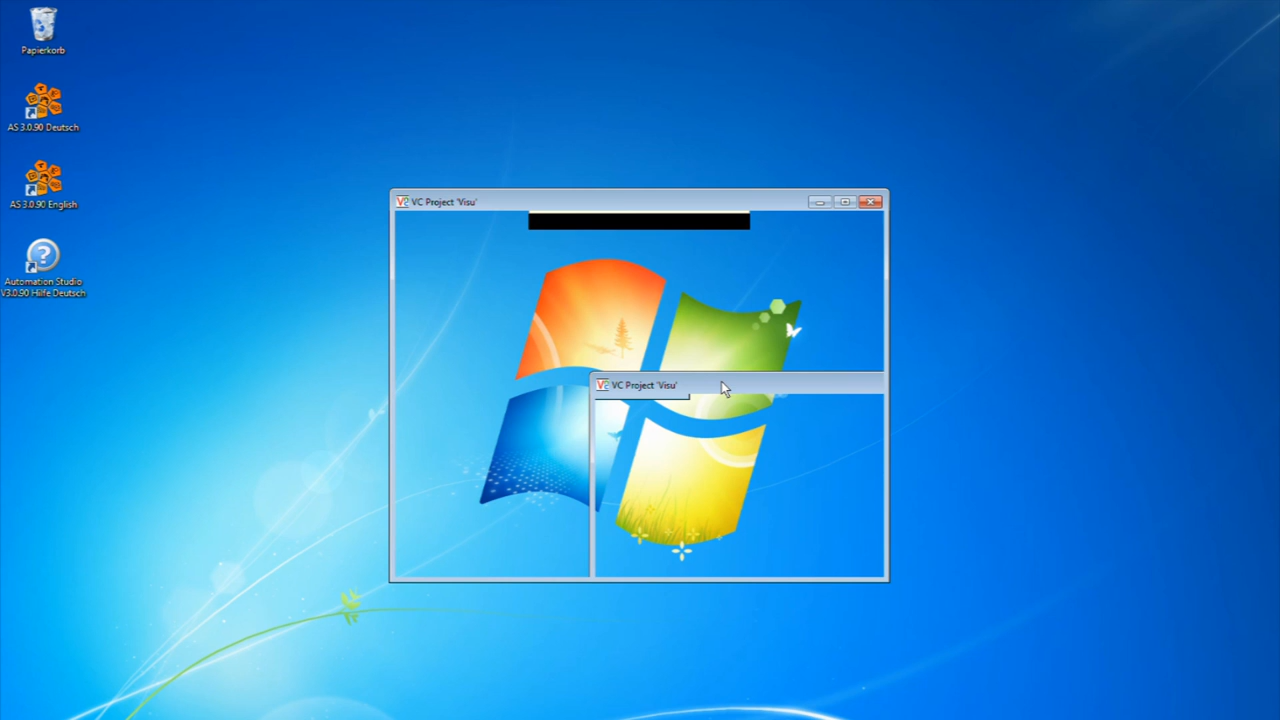 Papierkorb
AS 3.0.90 Deutsch
AS 3.0.90 English
Automation Studio
V3.0.90 Hilfe Deutsch
VC Project 'Visu'
VC Project 'Visu'